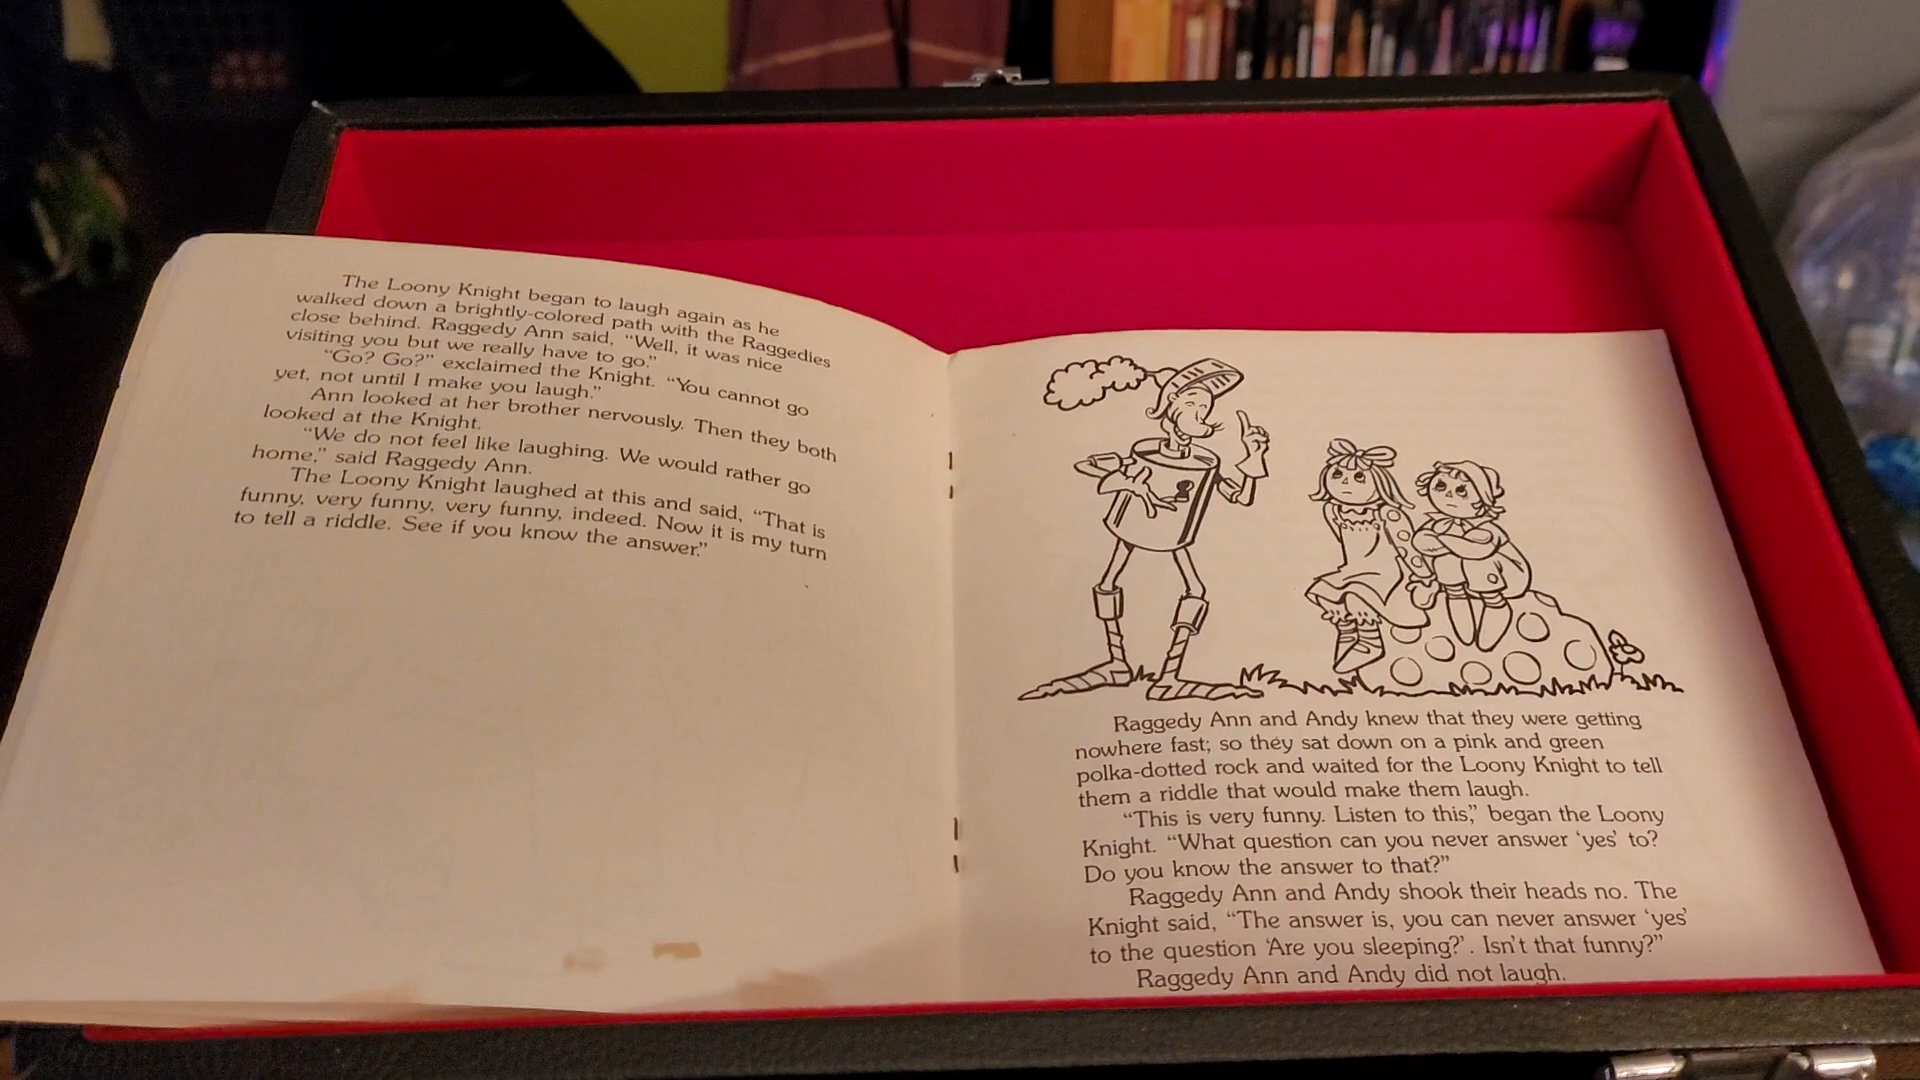 The Loony Knight began to laugh again as he
walked down a brightly-colored path with the Raggedies
close behind. Raggedy Ann said, “Well, it was nice
visiting you but we really have to go.”
“Go? Go?” exclaimed the Knight. “You cannot go
yet, not until I make you laugh.”
Ann looked at her brother nervously. Then they both
looked at the Knight.
“We do not feel like laughing. We would rather go
home,” said Raggedy Ann.
The Loony Knight laughed at this and said, “That is
funny, very funny, very funny, indeed. Now it is my turn
to tell a riddle. See if you know the answer.”
Raggedy Ann and Andy knew that they were getting
nowhere fast; so they sat down on a pink and green
polka-dotted rock and waited for the Loony Knight to tell
them a riddle that would make them laugh.
“This is very funny. Listen to this,” began the Loony
Knight. “What question can you never answer ‘yes’ to?
Do you know the answer to that?”
Raggedy Ann and Andy shook their heads no. The
Knight said, “The answer is, you can never answer ‘yes’
to the question ‘Are you sleeping?’. Isn’t that funny?”
Raggedy Ann and Andy did not laugh.